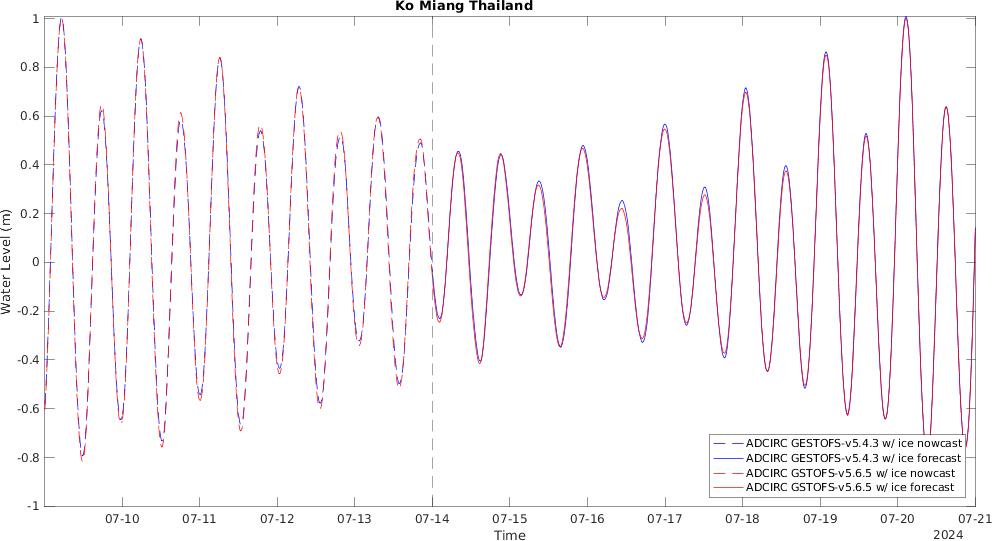 Ko Miang Thailand
1
0.8
0.6
0.4
0.2
0
-0.2
-0.4
-0.6
-0.8
-1
Water Level (m)
ADCIRC GESTOFS-v5.4.3 w/ ice nowcast
ADCIRC GESTOFS-v5.4.3 w/ ice forecast
ADCIRC GSTOFS-v5.6.5 w/ ice nowcast
ADCIRC GSTOFS-v5.6.5 w/ ice forecast
07-10 07-11 07-12 07-13 07-14 07-15 07-16 07-17 07-18 07-19 07-20 07-21
Time
2024